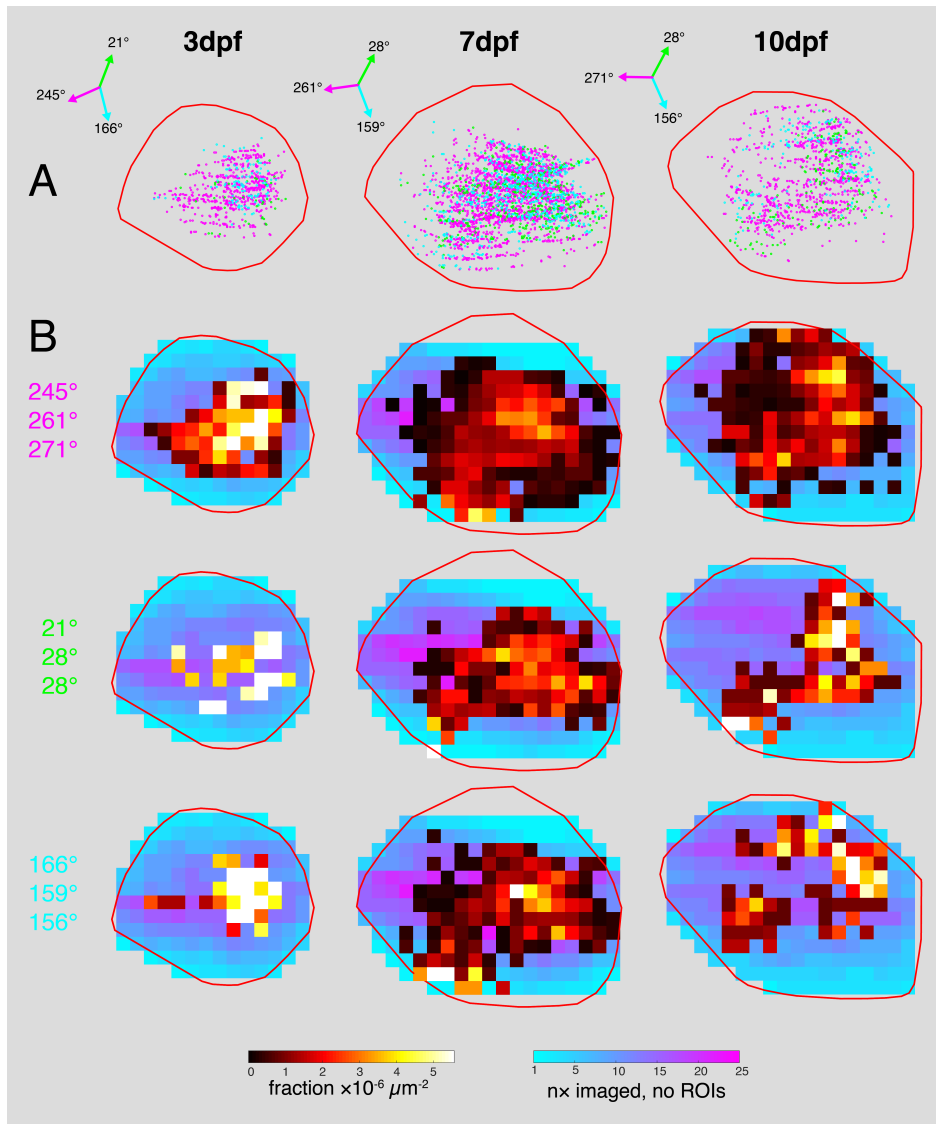 3dpf 7dpf 10dpf
21° 28° 28°
245° 261° 271°
166° 159° 156°
A
B
245°
261°
271°
21°
28°
28°
166°
159°
156°
0 1 2 3 4 5
fraction ×10-6 µm-2
1 5 10 15 20 25
n× imaged, no ROIs